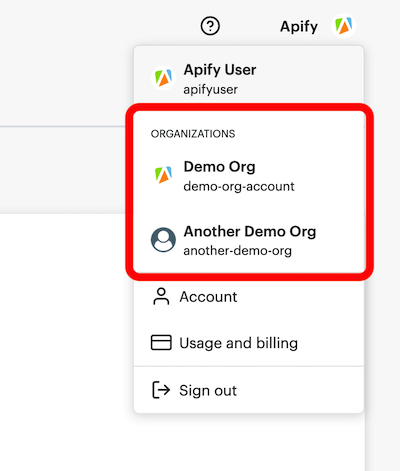 Apify
Apify User
apifyuser
ORGANIZATIONS
Demo Org
demo-org-account
Another Demo Org
another-demo-org
Account
Usage and billing
Sign out